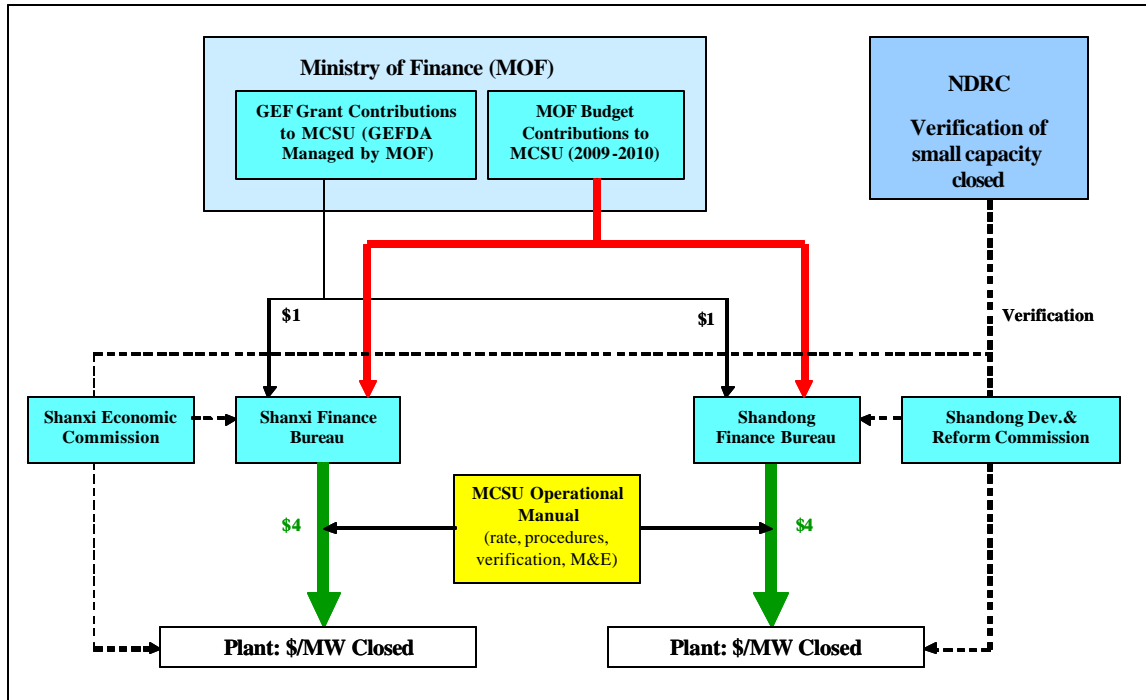 Ministry of Finance (MOF)
GEF Grant Contributions
to MCSU (GEFDA
Managed by MOF)
MOF Budget
Contributions to
MCSU (2009-2010)
NDRC
Verification of
small capacity
closed
$1
$1
Verification
Shanxi Economic
Commission
Shanxi Finance
Bureau
Shandong
Finance Bureau
Shandong Dev.&
Reform Commission
$4
MCSU Operational
Manual
(rate, procedures,
verification, M&E)
$4
Plant: $/MW Closed
Plant: $/MW Closed